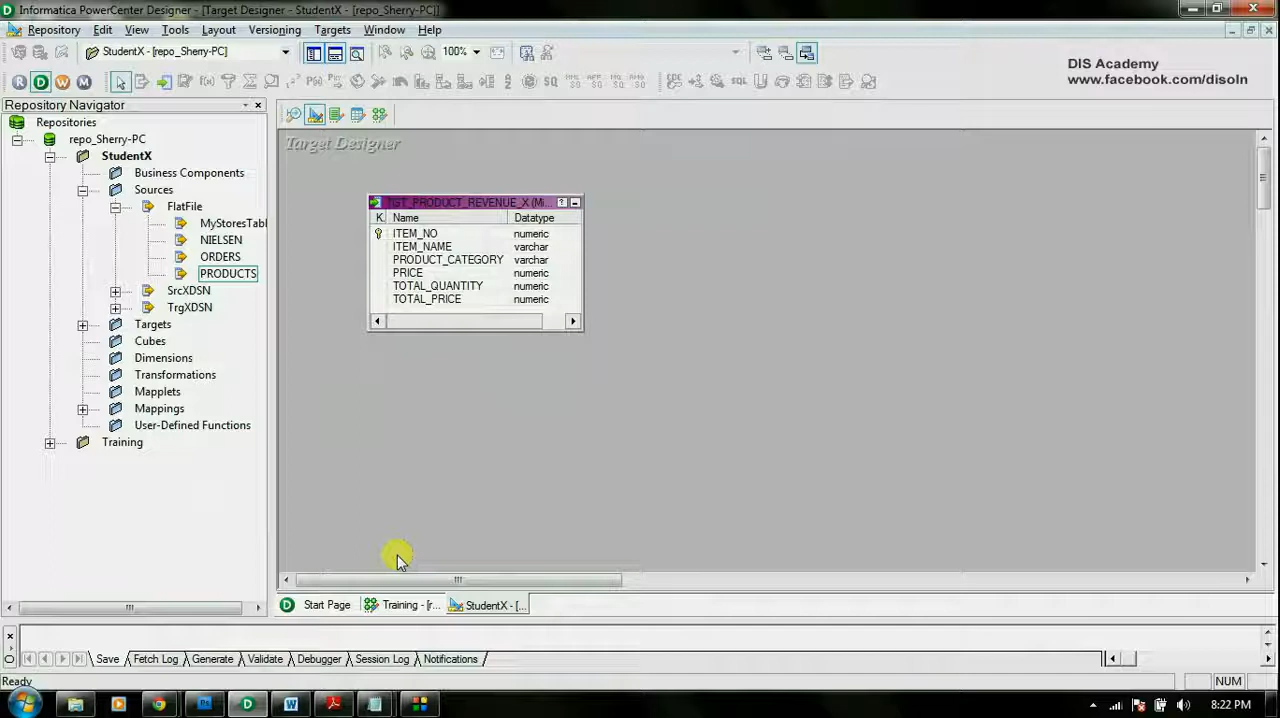 Informatica PowerCenter Designer - [Target Designer - StudentX - [repo_Sherry-PC]]
Repository Edit View Tools Layout Versioning Targets Window Help
StudentX - [repo_Sherry-PC]
100%
DIS Academy
www.facebook.com/disoln
Repository Navigator
Repositories
repo_Sherry-PC
StudentX
Business Components
Sources
FlatFile
MyStoresTabl
NIELSEN
ORDERS
PRODUCTS
SrcXDSN
TrgXDSN
Targets
Cubes
Dimensions
Transformations
Mapplets
Mappings
User-Defined Functions
Training
Target Designer
TGT_PRODUCT_REVENUE_X (Mi...
K. Name Datatype
ITEM_NO numeric
ITEM_NAME varchar
PRODUCT_CATEGORY varchar
PRICE numeric
TOTAL_QUANTITY numeric
TOTAL_PRICE numeric
Start Page Training - [r... StudentX - [...
Save Fetch Log Generate Validate Debugger Session Log Notifications
Ready NUM
8:22 PM